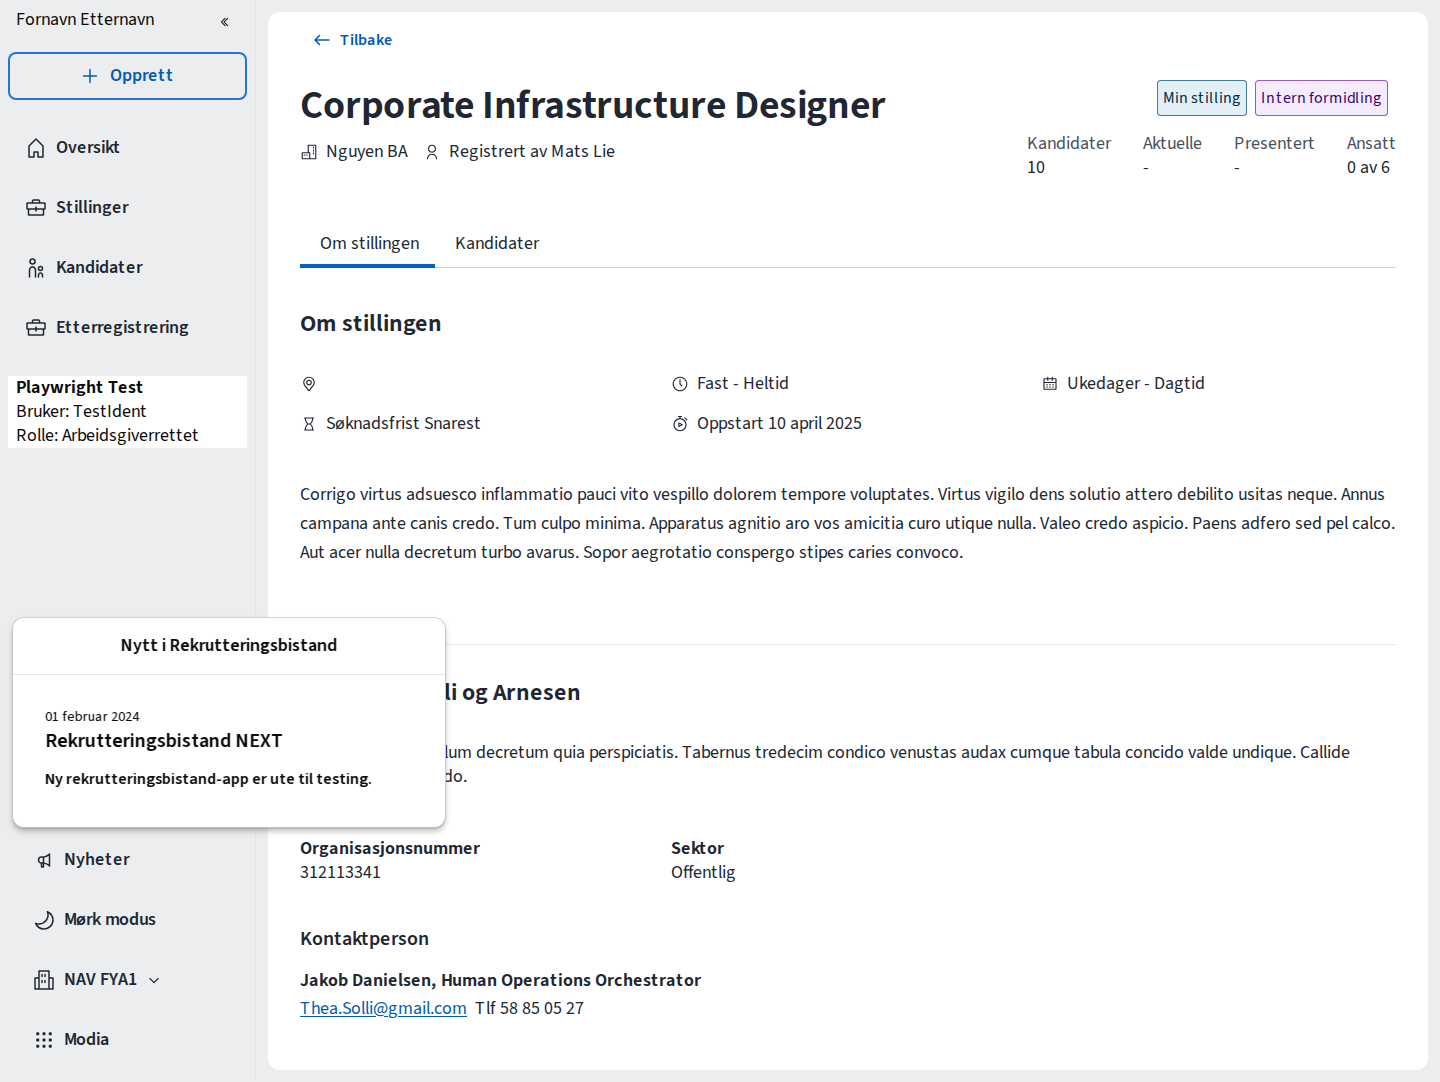 Fornavn Etternavn
Opprett
Oversikt
Stillinger
Kandidater
Etterregistrering
Playwright Test
Bruker: TestIdent
Rolle: Arbeidsgiverrettet
Nytt i Rekrutteringsbistand
01 februar 2024
Rekrutteringsbistand NEXT
Ny rekrutteringsbistand-app er ute til testing.
Nyheter
Mørk modus
NAV FYA1
Modia
Tilbake
Corporate Infrastructure Designer
Min stilling
Intern formidling
Nguyen BA
Registrert av Mats Lie
Kandidater
10
Aktuelle
-
Presentert
-
Ansatt
0 av 6
Om stillingen
Kandidater
Om stillingen
Fast - Heltid
Ukedager - Dagtid
Søknadsfrist Snarest
Oppstart 10 april 2025
Corrigo virtus adsuesco inflammatio pauci vito vespillo dolorem tempore voluptates. Virtus vigilo dens solutio attero debilito usitas neque. Annus
campana ante canis credo. Tum culpo minima. Apparatus agnitio aro vos amicitia curo utique nulla. Valeo credo aspicio. Paens adfero sed pel calco.
Aut acer nulla decretum turbo avarus. Sopor aegrotatio conspergo stipes caries convoco.
og Arnesen
decretum quia perspiciatis. Tabernus tredecim condico venustas audax cumque tabula concido valde undique. Callide
Organisasjonsnummer
312113341
Sektor
Offentlig
Kontaktperson
Jakob Danielsen, Human Operations Orchestrator
Thea.Solli@gmail.com Tlf 58 85 05 27